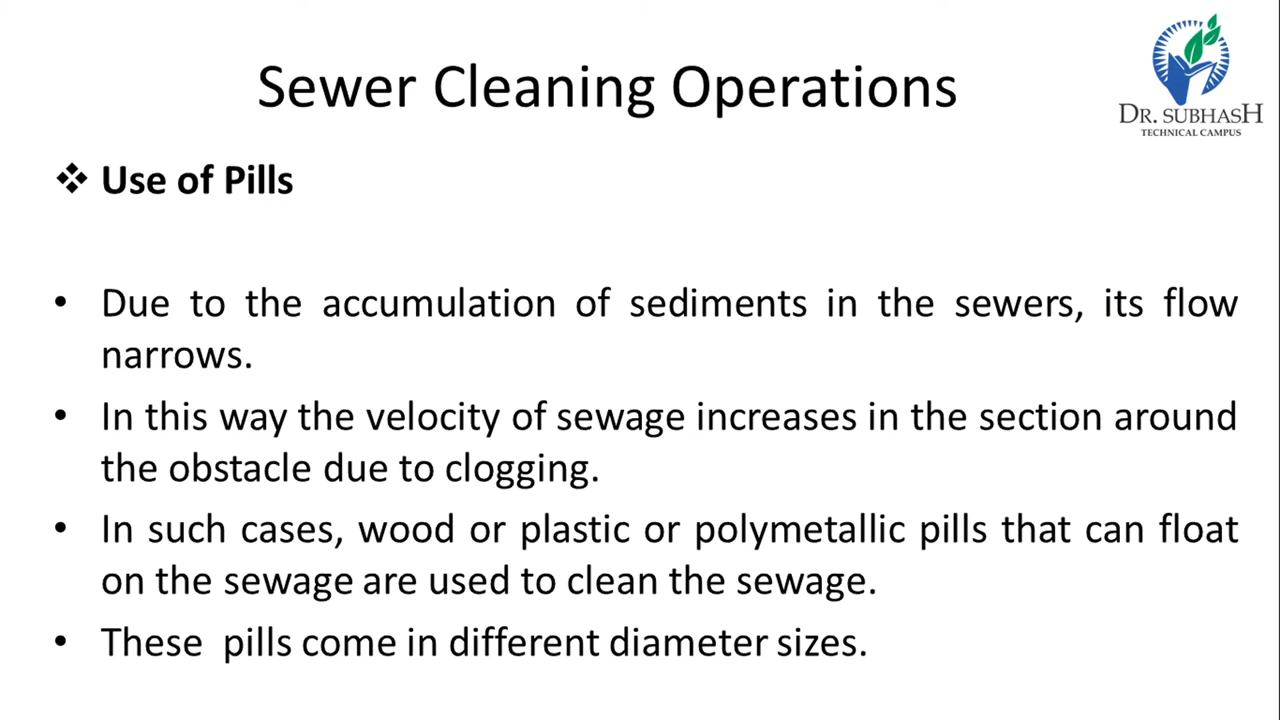 Sewer Cleaning Operations
DR. SUBHASH
TECHNICAL CAMPUS
❖ Use of Pills
• Due to the accumulation of sediments in the sewers, its flow
narrows.
• In this way the velocity of sewage increases in the section around
the obstacle due to clogging.
• In such cases, wood or plastic or polymetallic pills that can float
on the sewage are used to clean the sewage.
• These pills come in different diameter sizes.